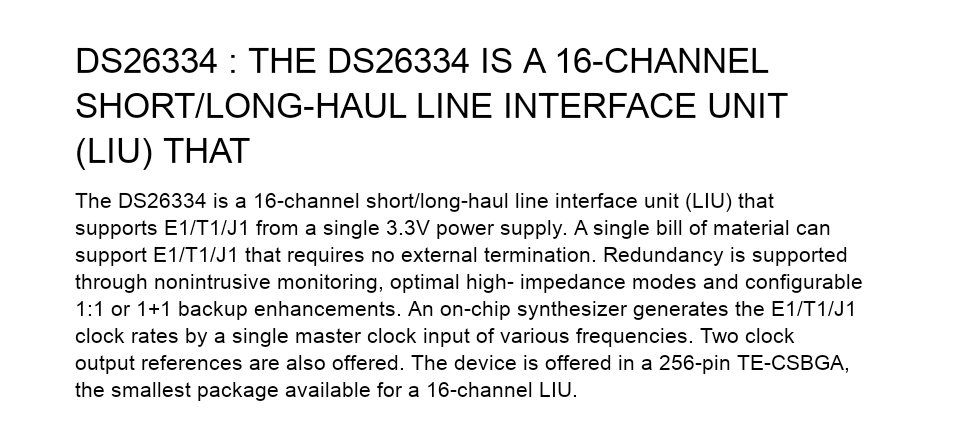 DS26334 : THE DS26334 IS A 16-CHANNEL
SHORT/LONG-HAUL LINE INTERFACE UNIT
(LIU) THAT
The DS26334 is a 16-channel short/long-haul line interface unit (LIU) that
supports E1/T1/J1 from a single 3.3V power supply. A single bill of material can
support E1/T1/J1 that requires no external termination. Redundancy is supported
through nonintrusive monitoring, optimal high- impedance modes and configurable
1:1 or 1+1 backup enhancements. An on-chip synthesizer generates the E1/T1/J1
clock rates by a single master clock input of various frequencies. Two clock
output references are also offered. The device is offered in a 256-pin TE-CSBGA,
the smallest package available for a 16-channel LIU.